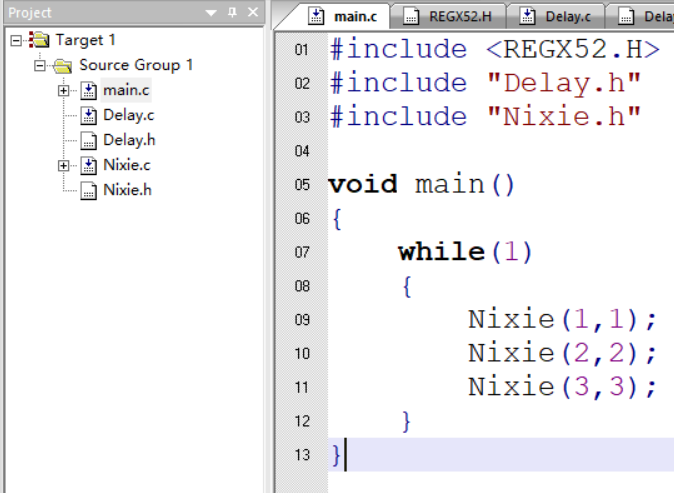 Project
Target 1
Source Group 1
main.c
Delay.c
Delay.h
Nixie.c
Nixie.h
main.c REGX52.H Delay.c Dela
01 #include <REGX52.H>
02 #include "Delay.h"
03 #include "Nixie.h"
04
05 void main()
06 {
07 while(1)
08 {
09 Nixie(1,1);
10 Nixie(2,2);
11 Nixie(3,3);
12 }
13 }